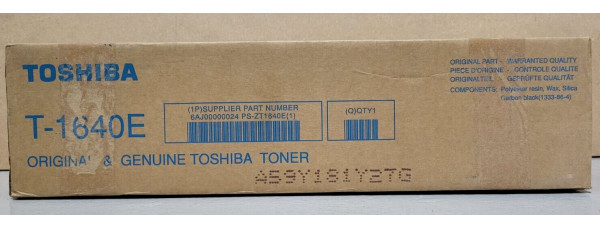 TOSHIBA
T-1640E
ORIGINAL & GENUINE TOSHIBA TONER
(1P)SUPPLIER PART NUMBER
6AJ00000024 PS-ZT1640E(1)
(Q)QTY1
ORIGINAL PART - WARRANTED QUALITY
PIECE D'ORIGINE - CONTROLE QUALITE
ORIGINALTEIL - GEPRÜFTE QUALITÄT
COMPONENTS: Polyester resin, Wax, Silica
Carbon black(1333-86-4)
A59Y181Y2TG